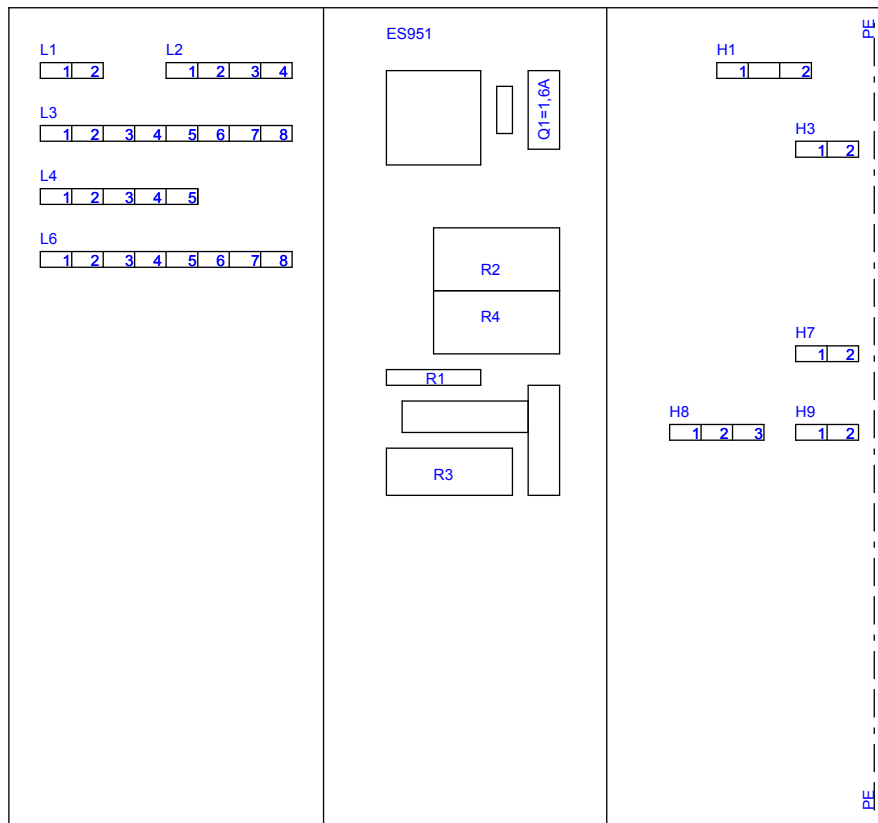 ES951
PE
L1
L2
H1
1 2
1 2 3 4
1 2
Q1=1,6A
L3
1 2 3 4 5 6 7 8
H3
1 2
L4
1 2 3 4 5
L6
1 2 3 4 5 6 7 8
R2
R4
H7
1 2
R1
H8
H9
1 2 3
1 2
R3
PE